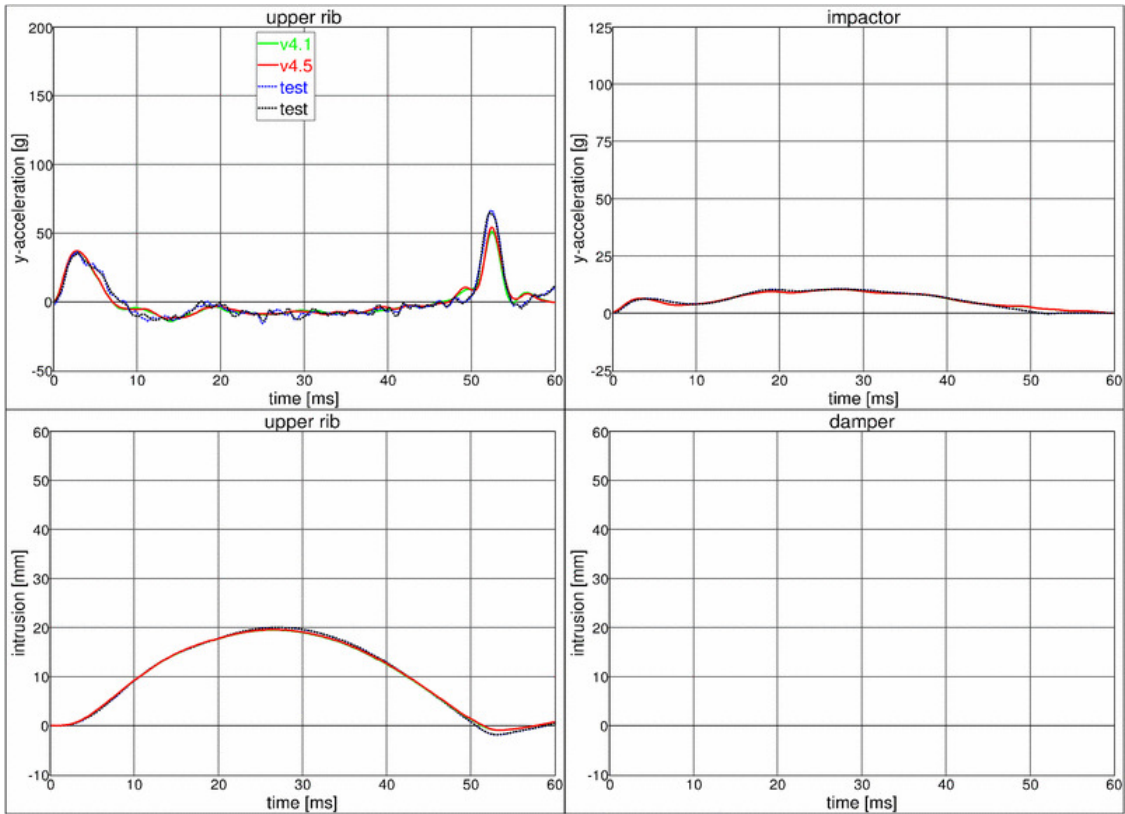 upper rib
200
150
100
50
0
-50
v4.1
v4.5
test
test
y-acceleration [g]
0 10 20 30 40 50 60
time [ms]
impactor
125
100
75
50
25
0
-25
y-acceleration [g]
0 10 20 30 40 50 60
time [ms]
upper rib
60
50
40
30
20
10
0
-10
intrusion [mm]
0 10 20 30 40 50 60
time [ms]
damper
60
50
40
30
20
10
0
-10
intrusion [mm]
0 10 20 30 40 50 60
time [ms]